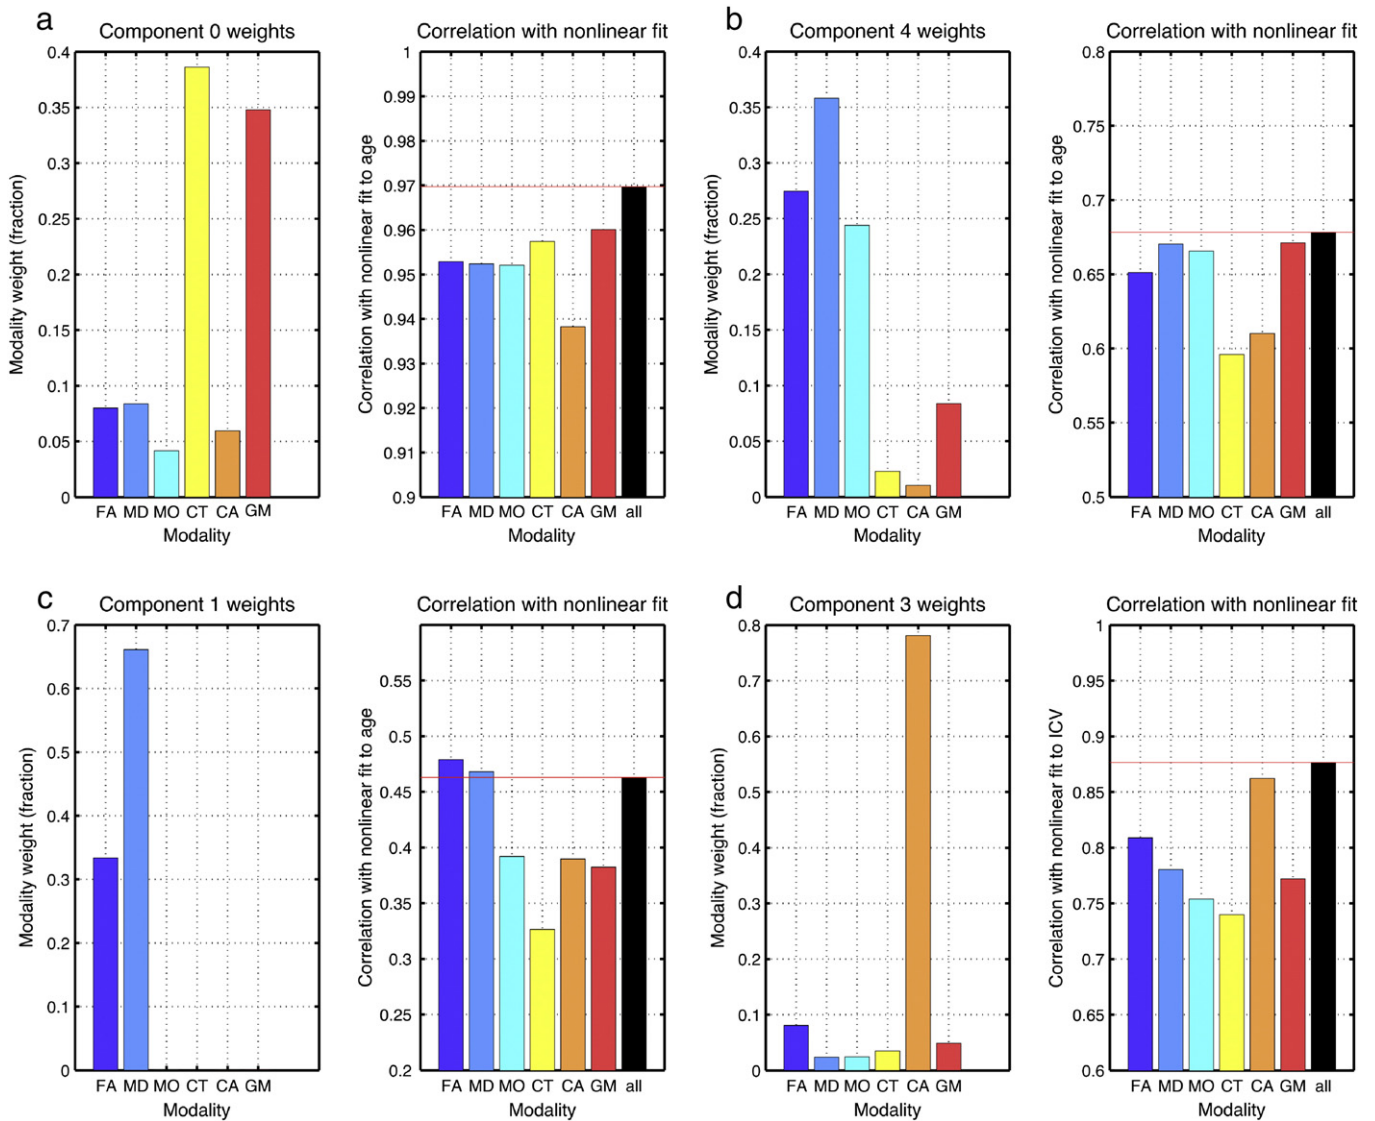 a
Component 0 weights
0.4
0.35
0.3
0.25
0.2
0.15
0.1
0.05
0
Modality weight (fraction)
FA MD MO CT CA GM
Modality
Correlation with nonlinear fit
1
0.99
0.98
0.97
0.96
0.95
0.94
0.93
0.92
0.91
0.9
Correlation with nonlinear fit to age
FA MD MO CT CA GM all
Modality
b
Component 4 weights
0.4
0.35
0.3
0.25
0.2
0.15
0.1
0.05
0
Modality weight (fraction)
FA MD MO CT CA GM
Modality
Correlation with nonlinear fit
0.8
0.75
0.7
0.65
0.6
0.55
0.5
Correlation with nonlinear fit to age
FA MD MO CT CA GM all
Modality
c
Component 1 weights
0.7
0.6
0.5
0.4
0.3
0.2
0.1
0
Modality weight (fraction)
FA MD MO CT CA GM
Modality
Correlation with nonlinear fit
0.55
0.5
0.45
0.4
0.35
0.3
0.25
0.2
Correlation with nonlinear fit to age
FA MD MO CT CA GM all
Modality
d
Component 3 weights
0.8
0.7
0.6
0.5
0.4
0.3
0.2
0.1
0
Modality weight (fraction)
FA MD MO CT CA GM
Modality
Correlation with nonlinear fit
1
0.95
0.9
0.85
0.8
0.75
0.7
0.65
0.6
Correlation with nonlinear fit to ICV
FA MD MO CT CA GM all
Modality